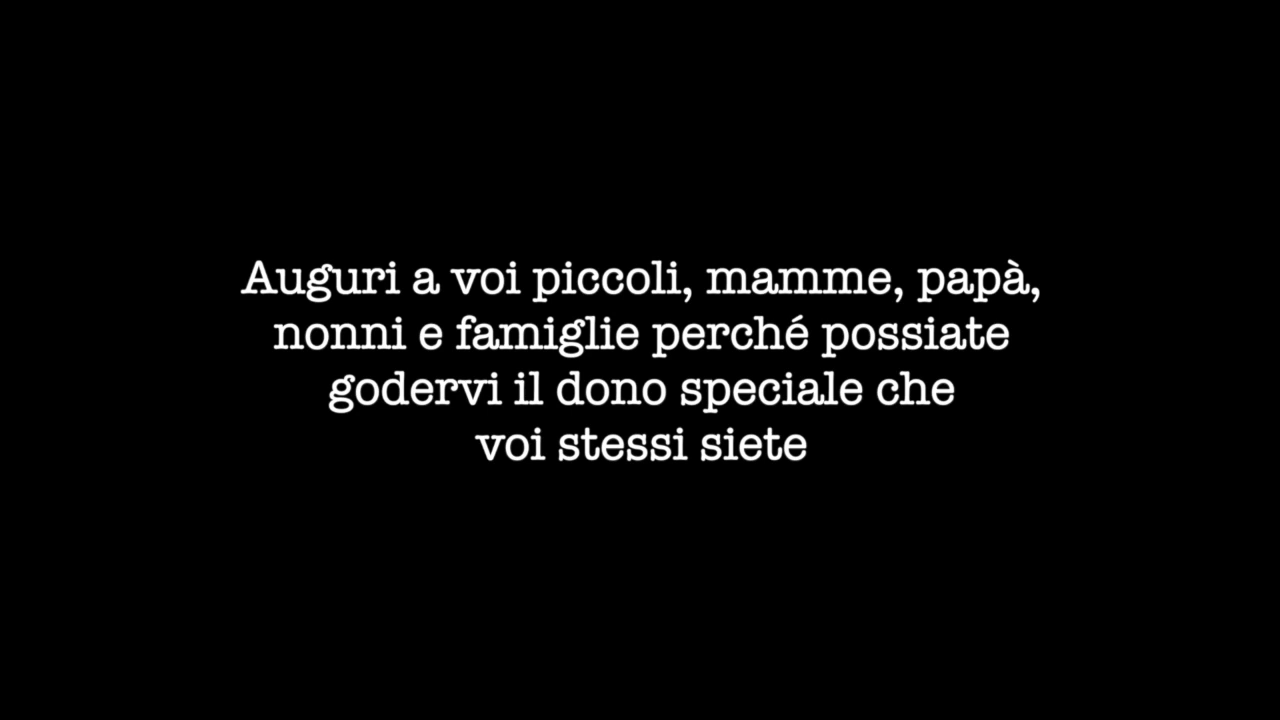 Auguri a voi piccoli, mamme, papà,
nonni e famiglie perché possiate
godervi il dono speciale che
voi stessi siete